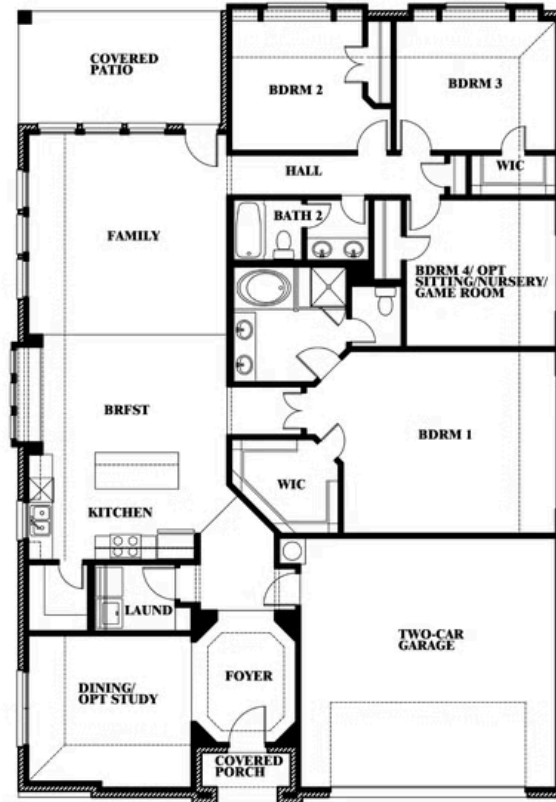 COVERED
PATIO
BDRM 2
BDRM 3
HALL
WIC
BATH 2
FAMILY
BDRM 4/ OPT
SITTING/NURSERY/
GAME ROOM
BRFST
BDRM 1
WIC
KITCHEN
LAUND
TWO-CAR
GARAGE
FOYER
DINING/
OPT STUDY
COVERED
PORCH